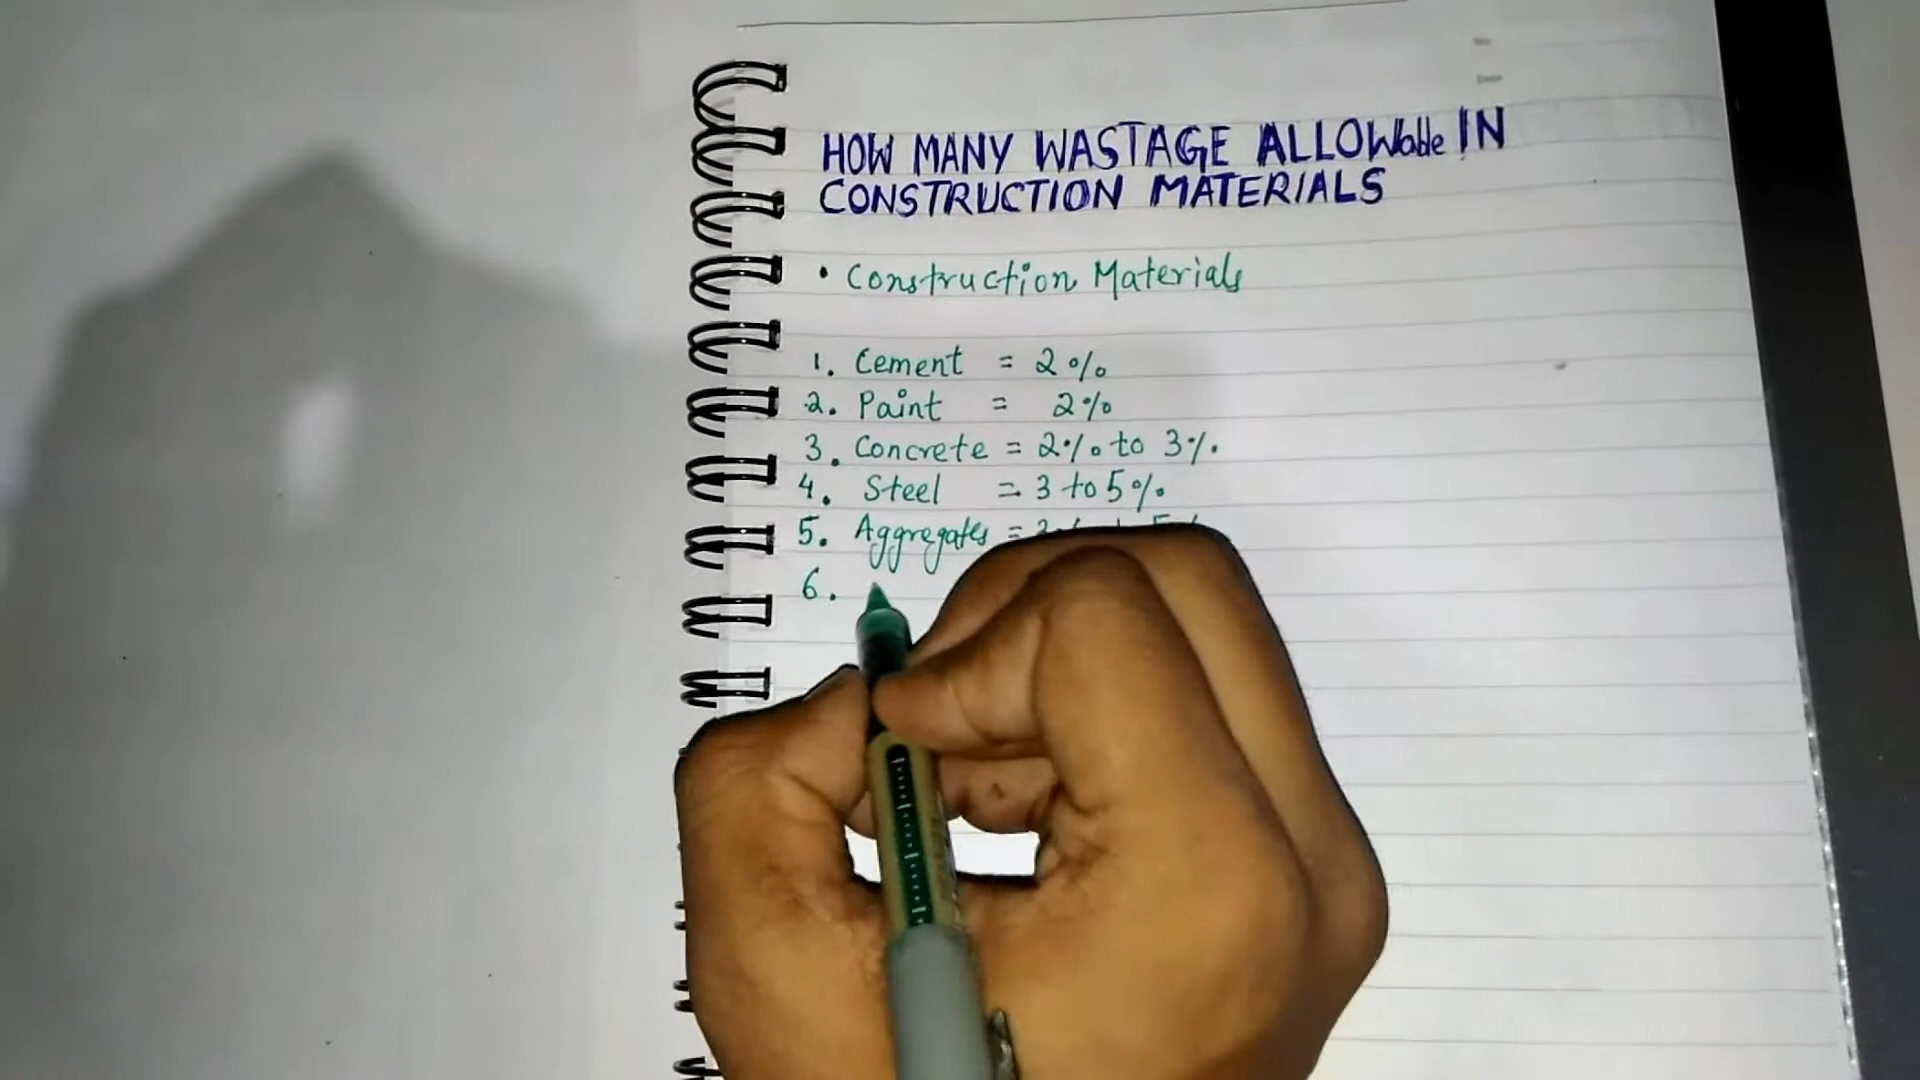 HOW MANY WASTAGE ALLOWable IN
CONSTRUCTION MATERIALS
• Construction Materials
1. Cement = 2%
2. Paint = 2%
3. Concrete = 2% to 3%.
4. Steel = 3 to 5%
5. Aggregates =
6.